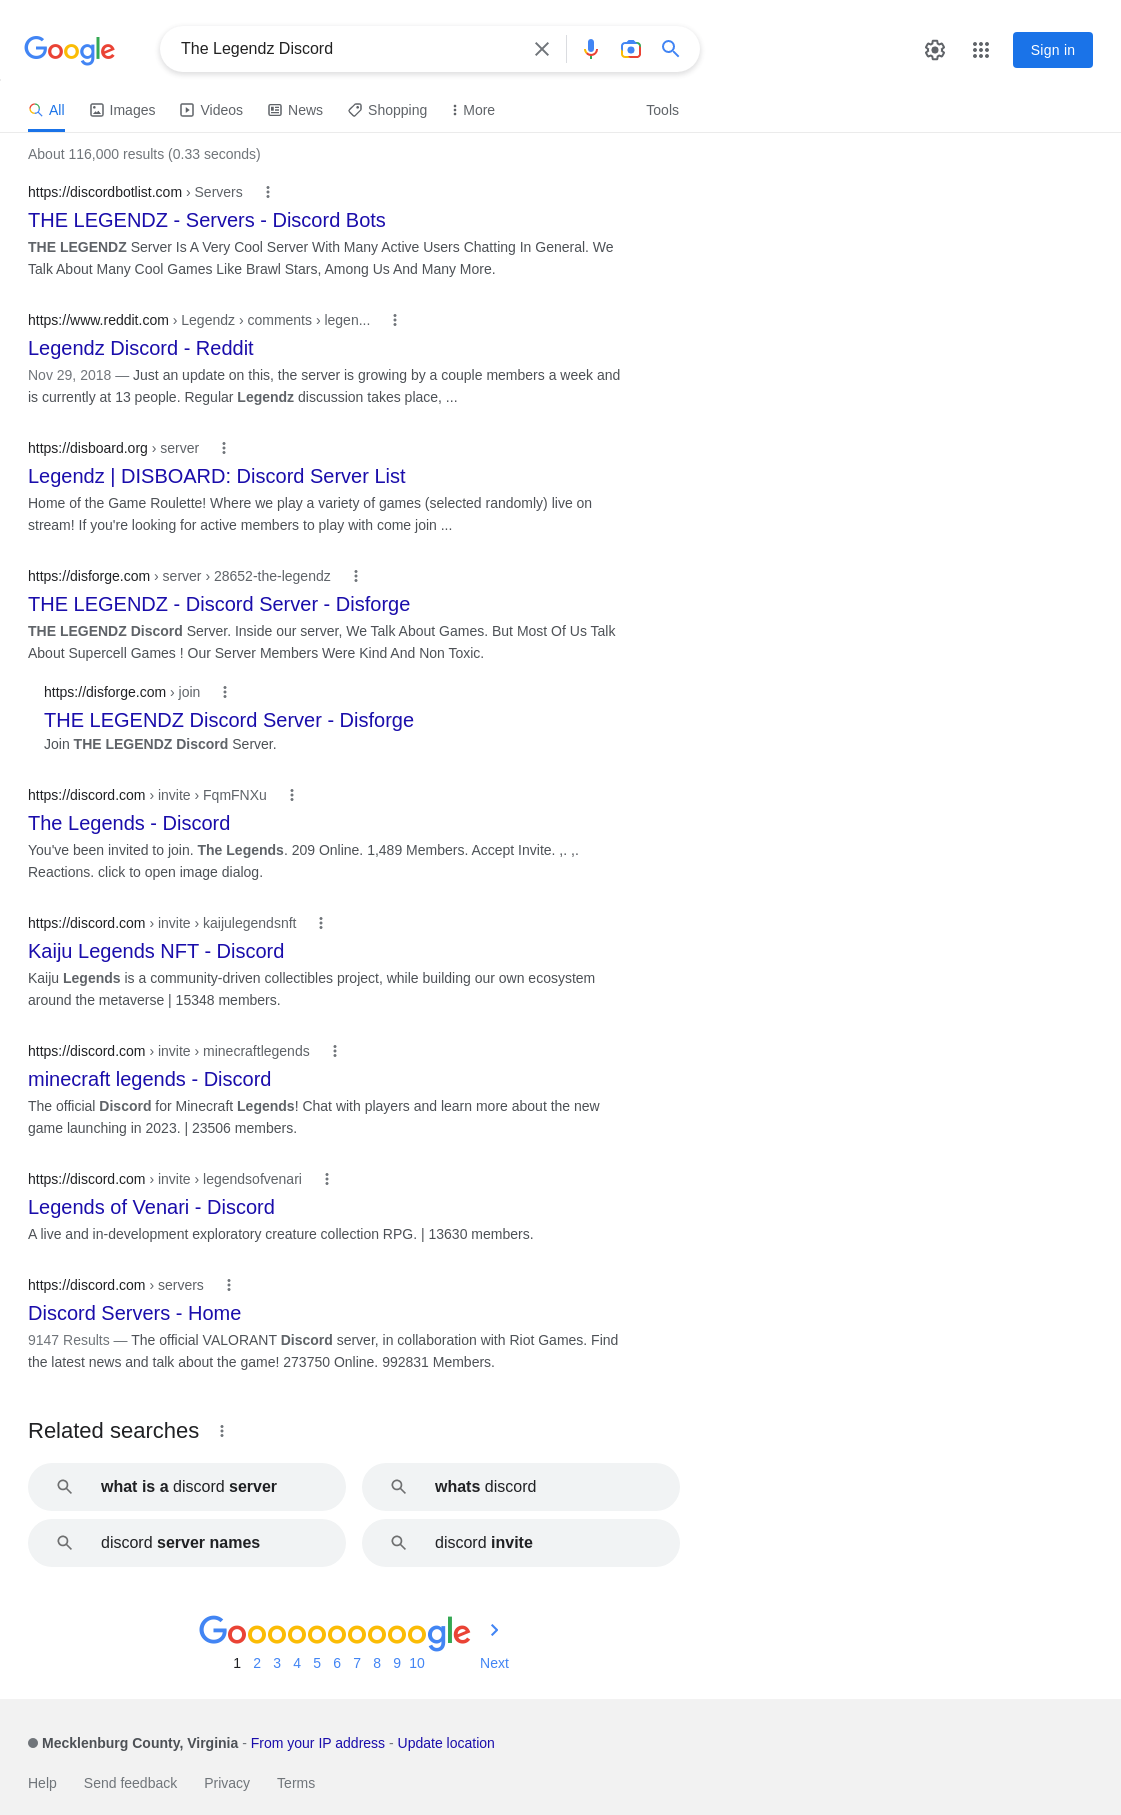 Google
The Legendz Discord
Sign in
All
Images
Videos
News
Shopping
More
Tools
About 116,000 results (0.33 seconds)
https://discordbotlist.com › Servers
THE LEGENDZ - Servers - Discord Bots
THE LEGENDZ Server Is A Very Cool Server With Many Active Users Chatting In General. We
Talk About Many Cool Games Like Brawl Stars, Among Us And Many More.
https://www.reddit.com › Legendz › comments › legen...
Legendz Discord - Reddit
Nov 29, 2018 — Just an update on this, the server is growing by a couple members a week and
is currently at 13 people. Regular Legendz discussion takes place, ...
https://disboard.org › server
Legendz | DISBOARD: Discord Server List
Home of the Game Roulette! Where we play a variety of games (selected randomly) live on
stream! If you're looking for active members to play with come join ...
https://disforge.com › server › 28652-the-legendz
THE LEGENDZ - Discord Server - Disforge
THE LEGENDZ Discord Server. Inside our server, We Talk About Games. But Most Of Us Talk
About Supercell Games ! Our Server Members Were Kind And Non Toxic.
https://disforge.com › join
THE LEGENDZ Discord Server - Disforge
Join THE LEGENDZ Discord Server.
https://discord.com › invite › FqmFNXu
The Legends - Discord
You've been invited to join. The Legends. 209 Online. 1,489 Members. Accept Invite. ,. ,.
Reactions. click to open image dialog.
https://discord.com › invite › kaijulegendsnft
Kaiju Legends NFT - Discord
Kaiju Legends is a community-driven collectibles project, while building our own ecosystem
around the metaverse | 15348 members.
https://discord.com › invite › minecraftlegends
minecraft legends - Discord
The official Discord for Minecraft Legends! Chat with players and learn more about the new
game launching in 2023. | 23506 members.
https://discord.com › invite › legendsofvenari
Legends of Venari - Discord
A live and in-development exploratory creature collection RPG. | 13630 members.
https://discord.com › servers
Discord Servers - Home
9147 Results — The official VALORANT Discord server, in collaboration with Riot Games. Find
the latest news and talk about the game! 273750 Online. 992831 Members.
Related searches
what is a discord server
whats discord
discord server names
discord invite
Goooooooooogle
1 2 3 4 5 6 7 8 9 10 Next
Mecklenburg County, Virginia - From your IP address - Update location
Help Send feedback Privacy Terms